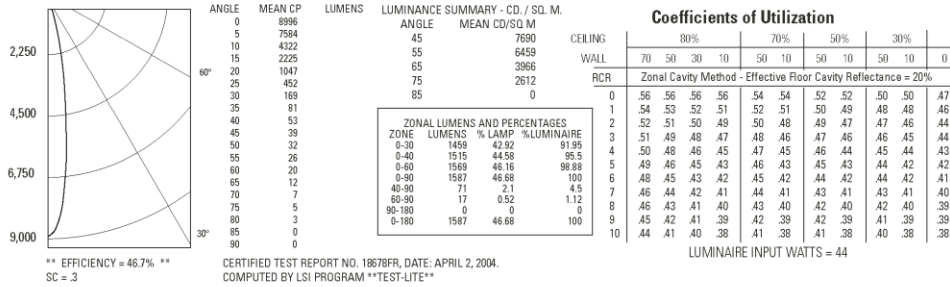 2,250
4,500
6,750
9,000
60°
30°
** EFFICIENCY = 46.7% **
SC = .3
ANGLE MEAN CP LUMENS
0 8996
5 7584
10 4322
15 2225
20 1047
25 452
30 169
35 81
40 53
45 39
50 32
55 26
60 20
65 12
70 7
75 5
80 3
85 0
90 0
LUMINANCE SUMMARY - CD. / SQ. M.
ANGLE MEAN CD/SQ M
45 7690
55 6459
65 3966
75 2612
85 0
ZONAL LUMENS AND PERCENTAGES
ZONE LUMENS % LAMP %LUMINAIRE
0-30 1459 42.92 91.95
0-40 1515 44.58 95.5
0-60 1569 46.16 98.88
0-90 1587 46.68 100
40-90 71 2.1 4.5
60-90 17 0.52 1.12
90-180 0 0 0
0-180 1587 46.68 100
CERTIFIED TEST REPORT NO. 18678FR, DATE: APRIL 2, 2004.
COMPUTED BY LSI PROGRAM **TEST-LITE**
Coefficients of Utilization
CEILING 80% 70% 50% 30%
WALL 70 50 30 10 50 10 50 10 50 10 0
RCR Zonal Cavity Method - Effective Floor Cavity Reflectance = 20%
0 .56 .56 .56 .56 .54 .54 .52 .52 .50 .50 .47
1 .54 .53 .52 .51 .52 .51 .50 .49 .48 .48 .46
2 .52 .51 .50 .49 .50 .48 .49 .47 .47 .46 .44
3 .51 .49 .48 .47 .48 .46 .47 .46 .46 .45 .44
4 .50 .48 .46 .45 .47 .45 .46 .44 .45 .44 .43
5 .49 .46 .45 .43 .46 .43 .45 .43 .44 .42 .42
6 .48 .45 .43 .42 .45 .42 .44 .42 .44 .42 .41
7 .46 .44 .42 .41 .44 .41 .43 .41 .43 .41 .40
8 .46 .43 .41 .40 .43 .40 .42 .40 .42 .40 .39
9 .45 .42 .41 .39 .42 .39 .42 .39 .41 .39 .39
10 .44 .41 .40 .38 .41 .38 .41 .38 .40 .38 .38
LUMINAIRE INPUT WATTS = 44